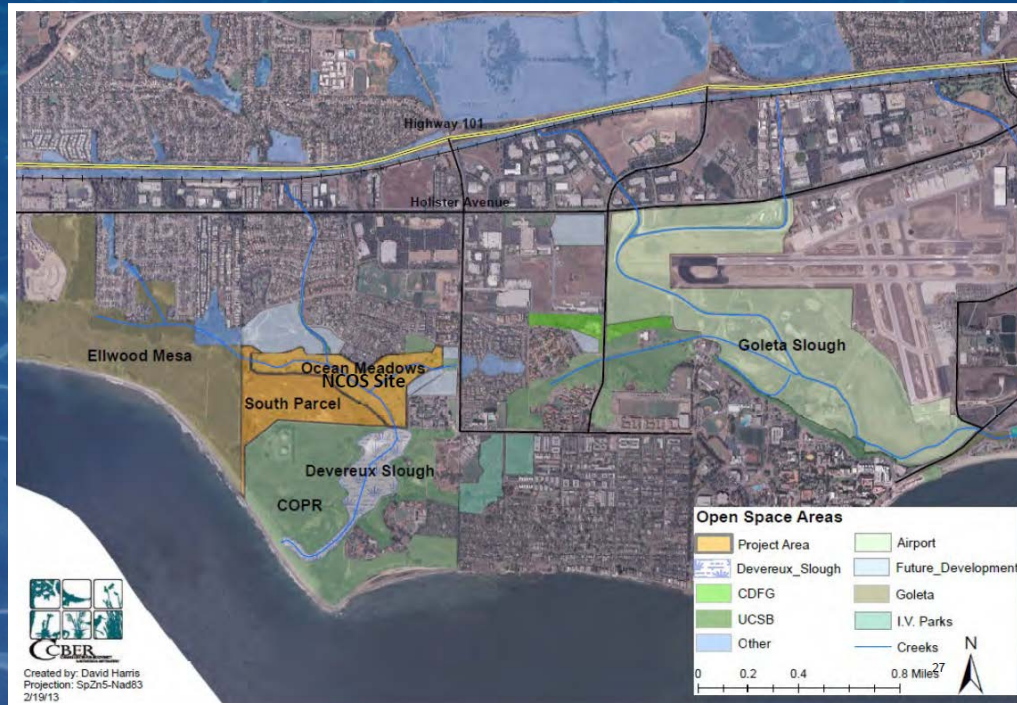 Highway 101
Hollister Avenue
Ellwood Mesa
Ocean Meadows
NCOS Site
South Parcel
Goleta Slough
Devereux Slough
COPR
Open Space Areas
Project Area
Devereux_Slough
CDFG
UCSB
Other
Airport
Future_Development
Goleta
I.V. Parks
Creeks
N
0 0.2 0.4 0.6 0.8 Miles
27
CCBER
Created by: David Harris
Projection: SpZn5-Nad83
2/19/13